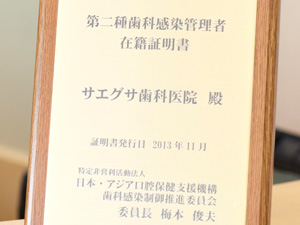 第二種歯科感染管理者
在籍証明書
サエグサ歯科医院 殿
証明書発行日 2013年11月
特定非営利活動法人
日本・アジア口腔保健支援機構
歯科感染制御推進委員会
委員長 梅本 俊夫